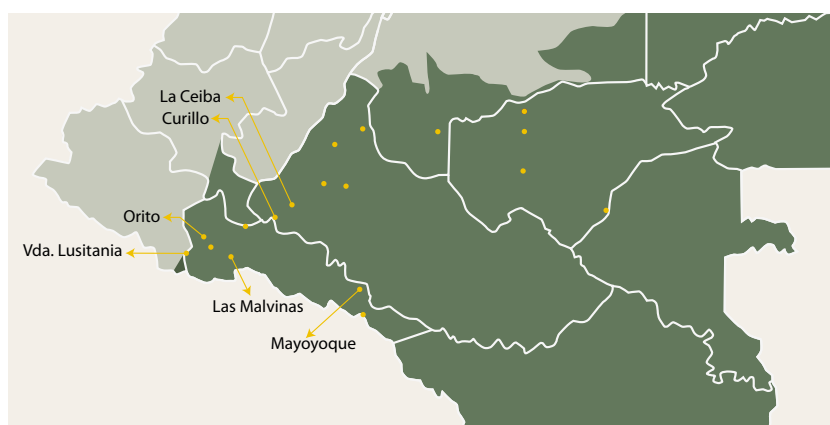 La Ceiba
Curillo
Orito
Vda. Lusitania
Las Malvinas
Mayoyoque